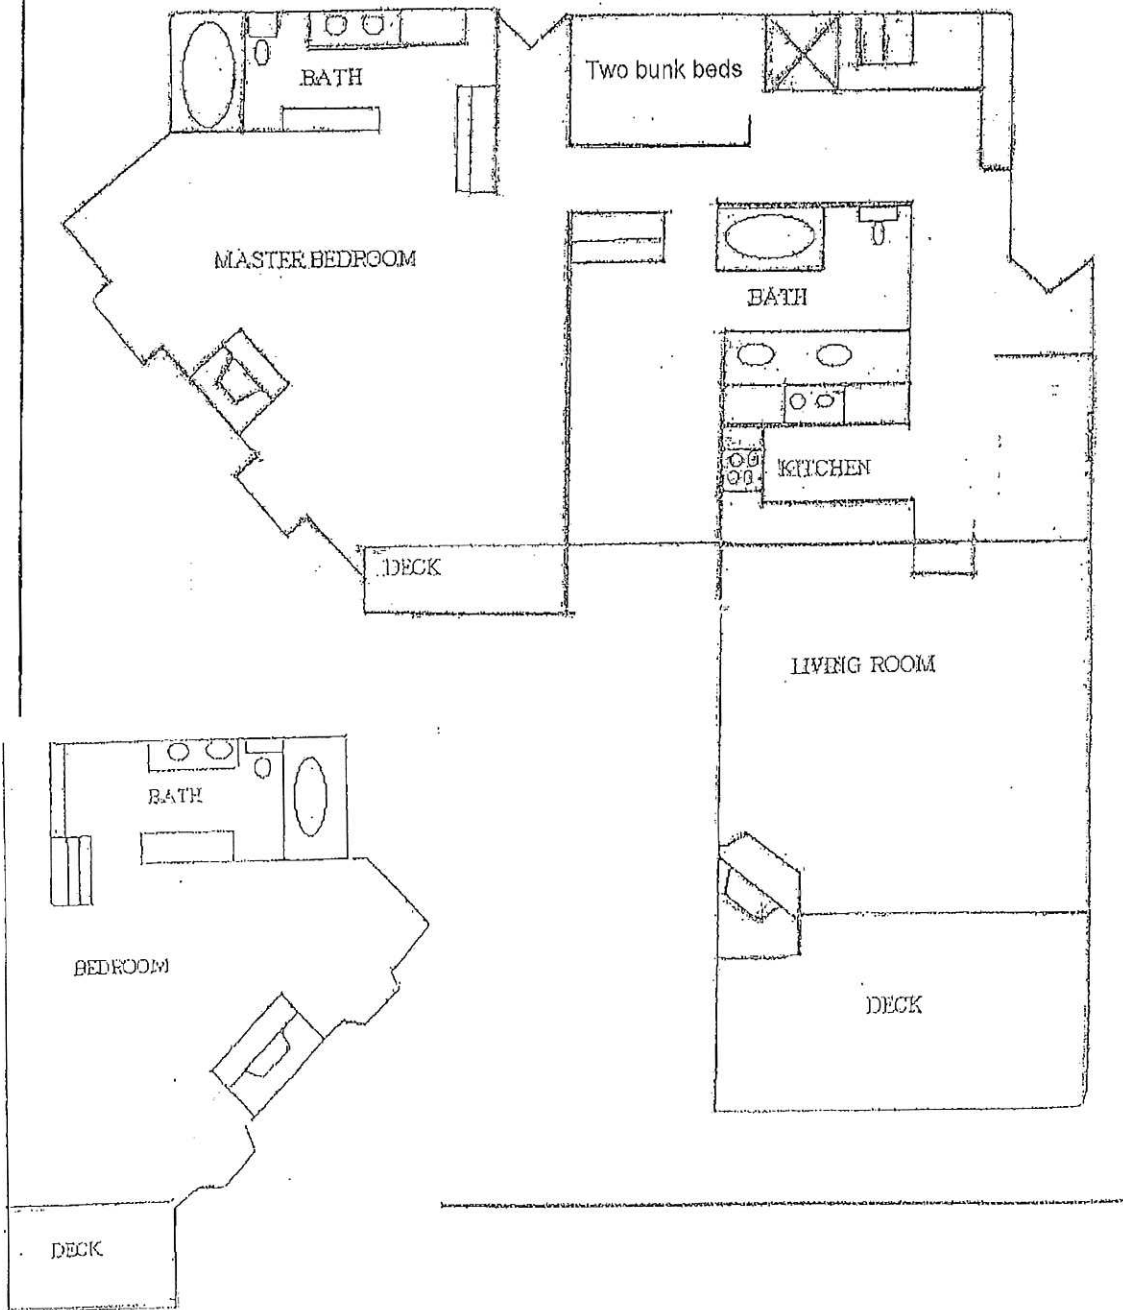 BATH
Two bunk beds
MASTER BEDROOM
BATH
KITCHEN
DECK
LIVING ROOM
BATH
BEDROOM
DECK
DECK